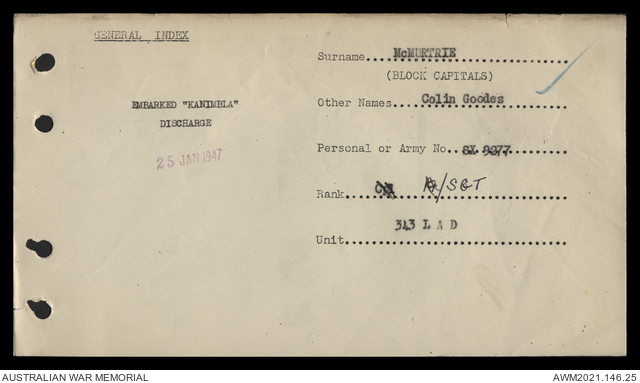 GENERAL INDEX
EMBARKED "KANIMBLA"
DISCHARGE
25 JAN 1947
Surname....McMURTRIE
(BLOCK CAPITALS)
Other Names....Colin Goodes
Personal or Army No..SX 9277
Rank /SGT
343 L A D
Unit
AUSTRALIAN WAR MEMORIAL
AWM2021.146.25